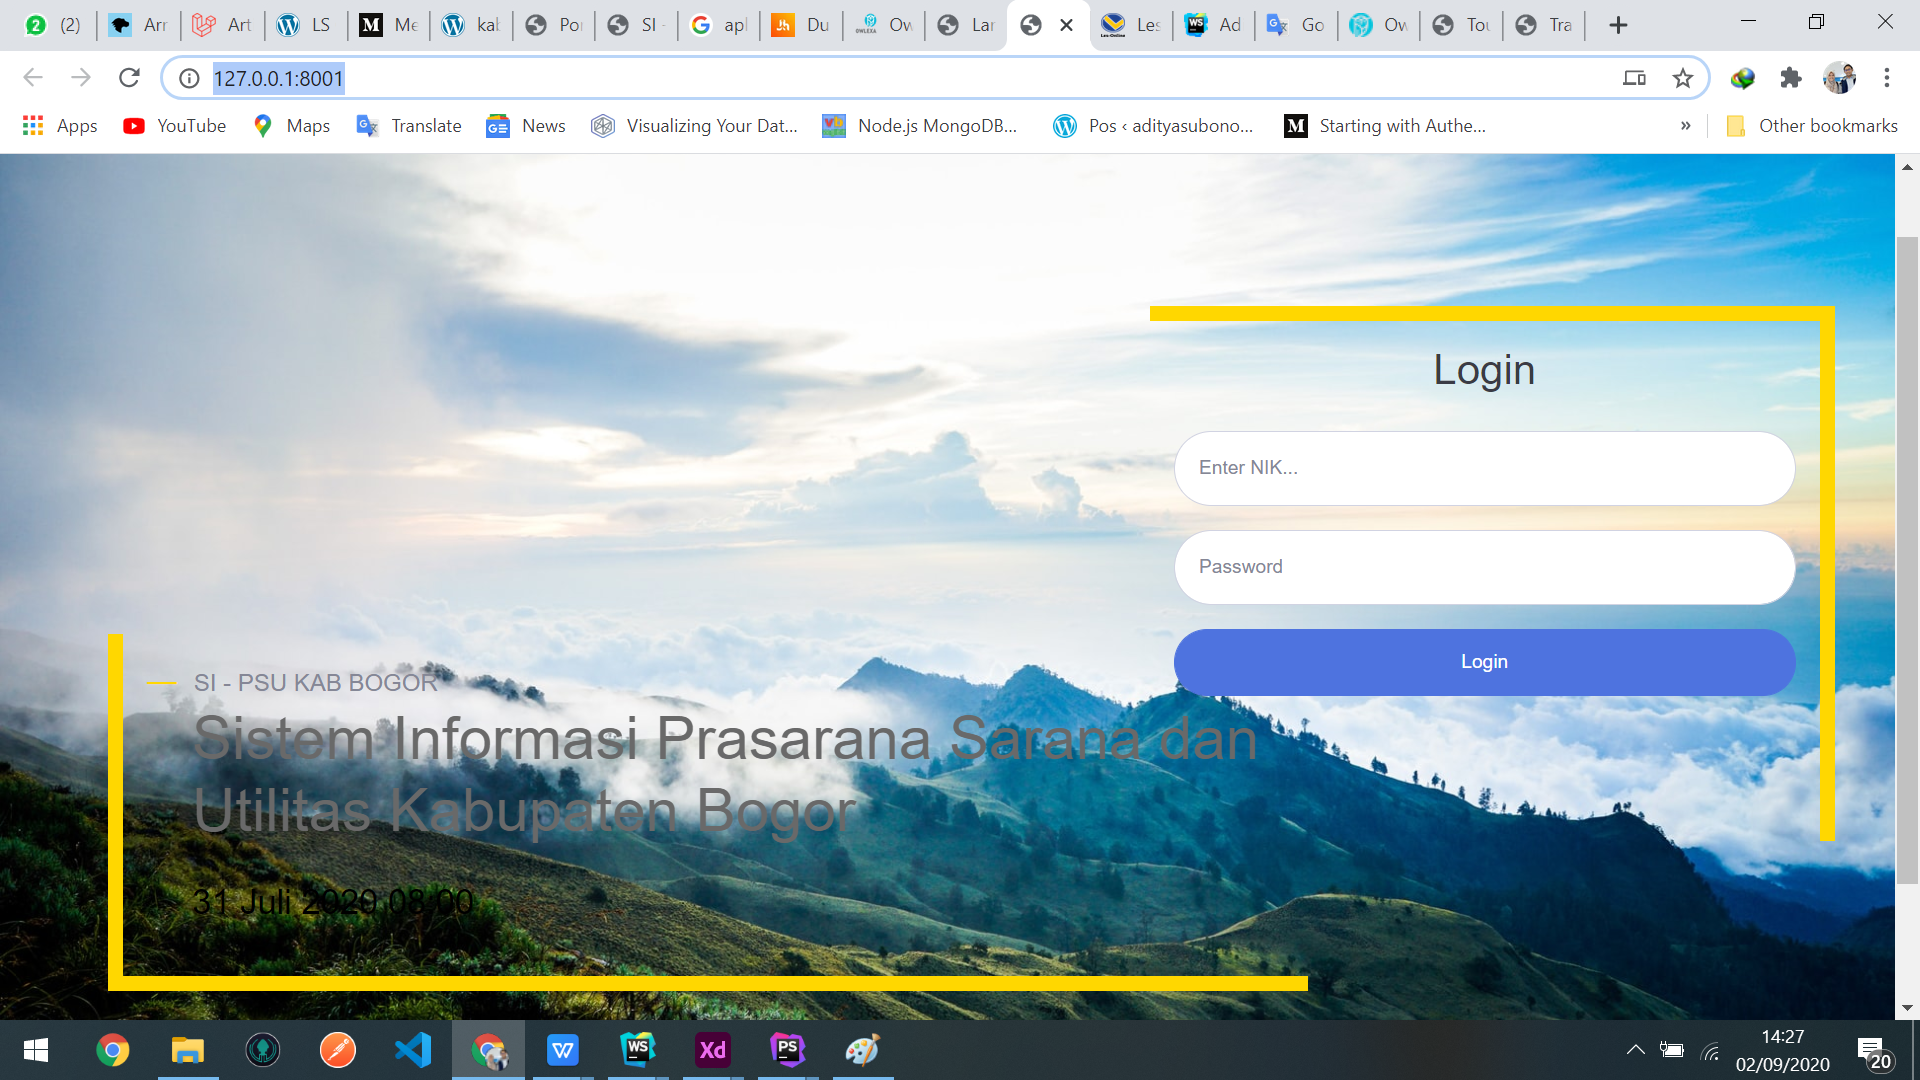 (2) Arr Art LS Me kab Por SI - apl Du Ow Lar Les Ad Go Ow Tou Tra
127.0.0.1:8001
Apps YouTube Maps Translate News Visualizing Your Dat... Node.js MongoDB... Pos ‹ adityasubono... Starting with Authe... » Other bookmarks
Login
Enter NIK...
Password
Login
SI - PSU KAB BOGOR
Sistem Informasi Prasarana Sarana dan
Utilitas Kabupaten Bogor
31 Juli 2020 08:00
14:27
02/09/2020
20